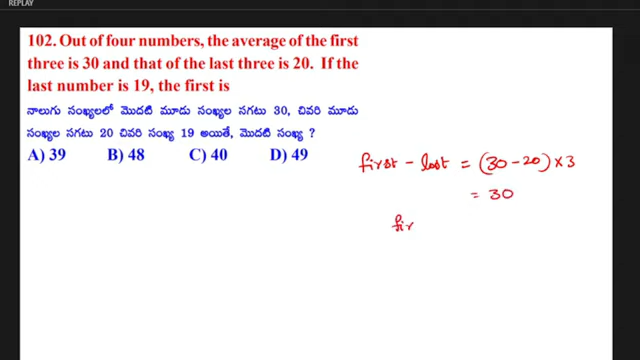 REPLAY
102. Out of four numbers, the average of the first
three is 30 and that of the last three is 20. If the
last number is 19, the first is
నాలుగు సంఖ్యలలో మొదటి మూడు సంఖ్యల సగటు 30, చివరి మూడు
సంఖ్యల సగటు 20 చివరి సంఖ్య 19 అయితే, మొదటి సంఖ్య ?
A) 39 B) 48 C) 40 D) 49
first - last = (30 - 20) × 3
= 30
fir